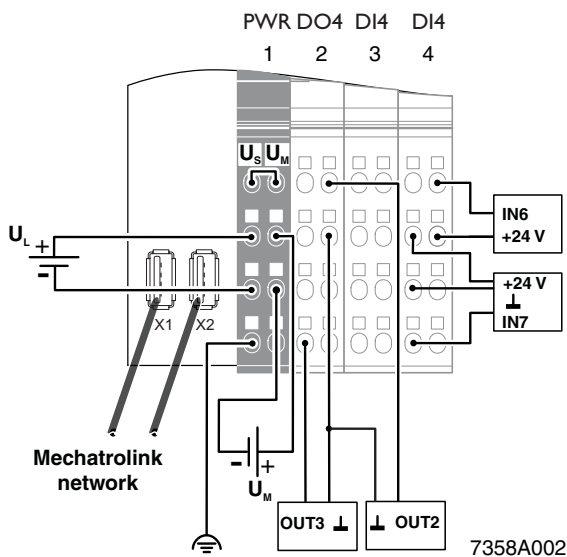 PWR DO4 DI4 DI4
1 2 3 4
US UM
IN6
+24 V
UL + -
+24 V
⊥
IN7
X1 X2
Mechatrolink
network
- +
UM
OUT3 ⊥ ⊥ OUT2
7358A002